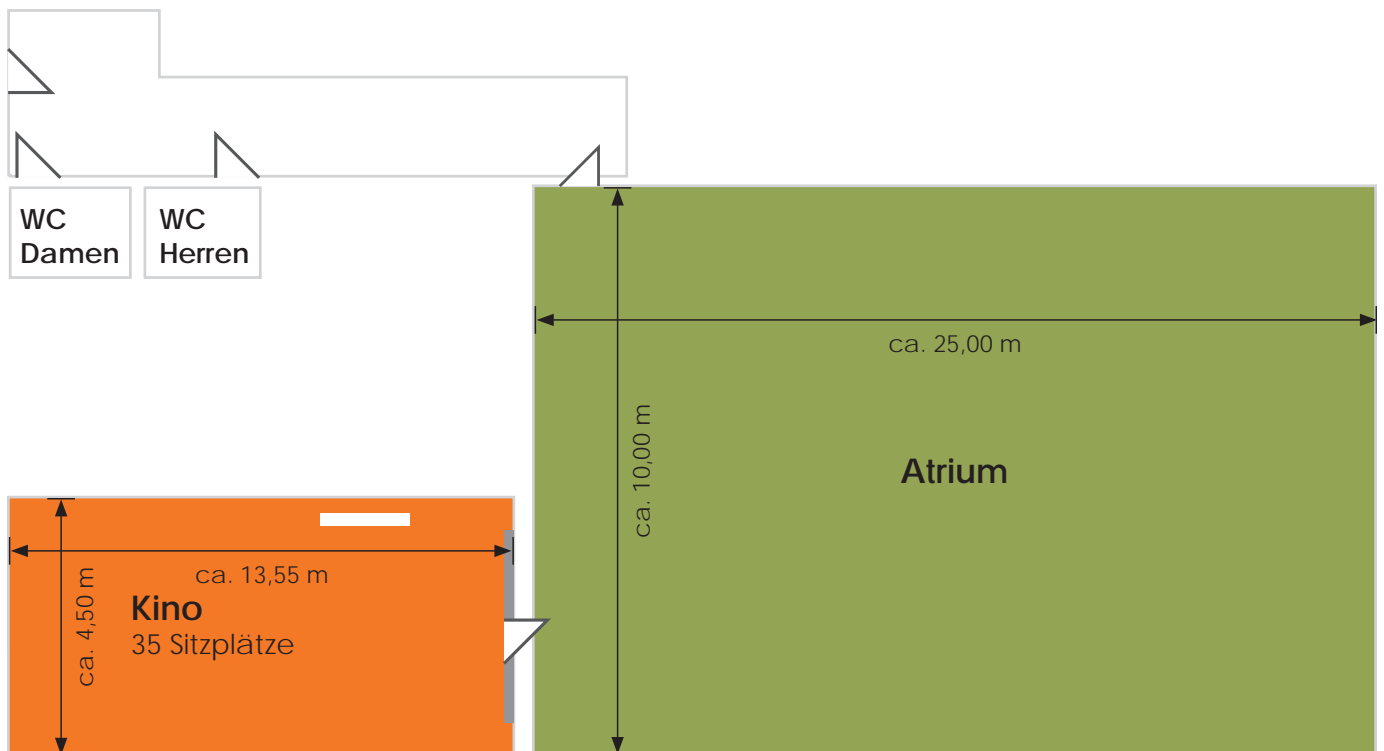 WC
Damen
WC
Herren
ca. 25,00 m
ca. 10,00 m
Atrium
ca. 13,55 m
ca. 4,50 m
Kino
35 Sitzplätze